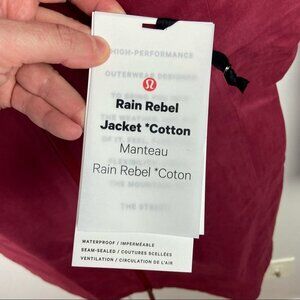 HIGH-PERFORMANCE
OUTERWEAR DESIGNED
Rain Rebel
Jacket *Cotton
Manteau
Rain Rebel *Coton
THE STREET
WATERPROOF / IMPERMÉABLE
SEAM-SEALED / COUTURES SCELLÉES
VENTILATION / CIRCULATION DE L'AIR